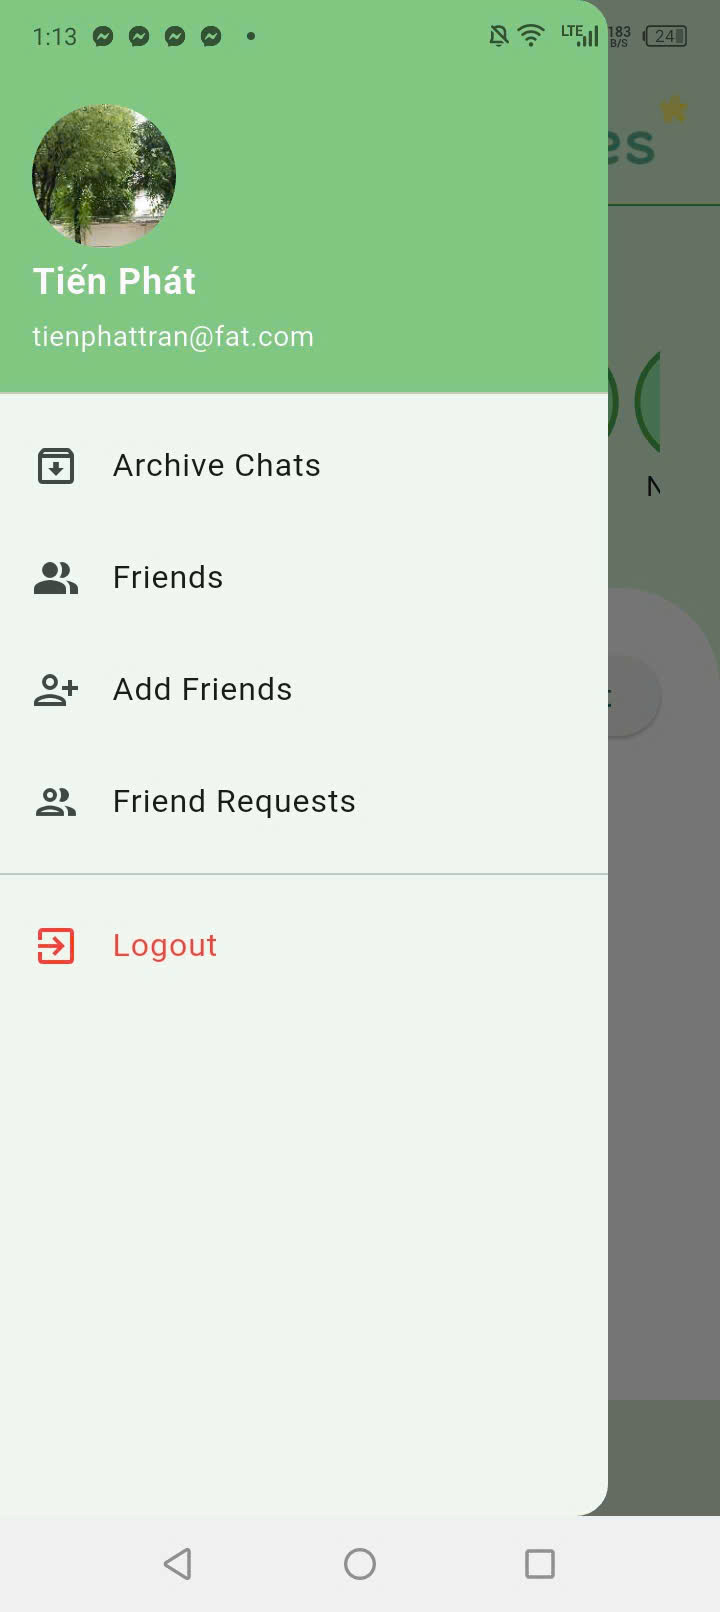 1:13 LTE 183 B/S 24
es
Tiến Phát
tienphattran@fat.com
Archive Chats
N
Friends
Add Friends
Friend Requests
Logout